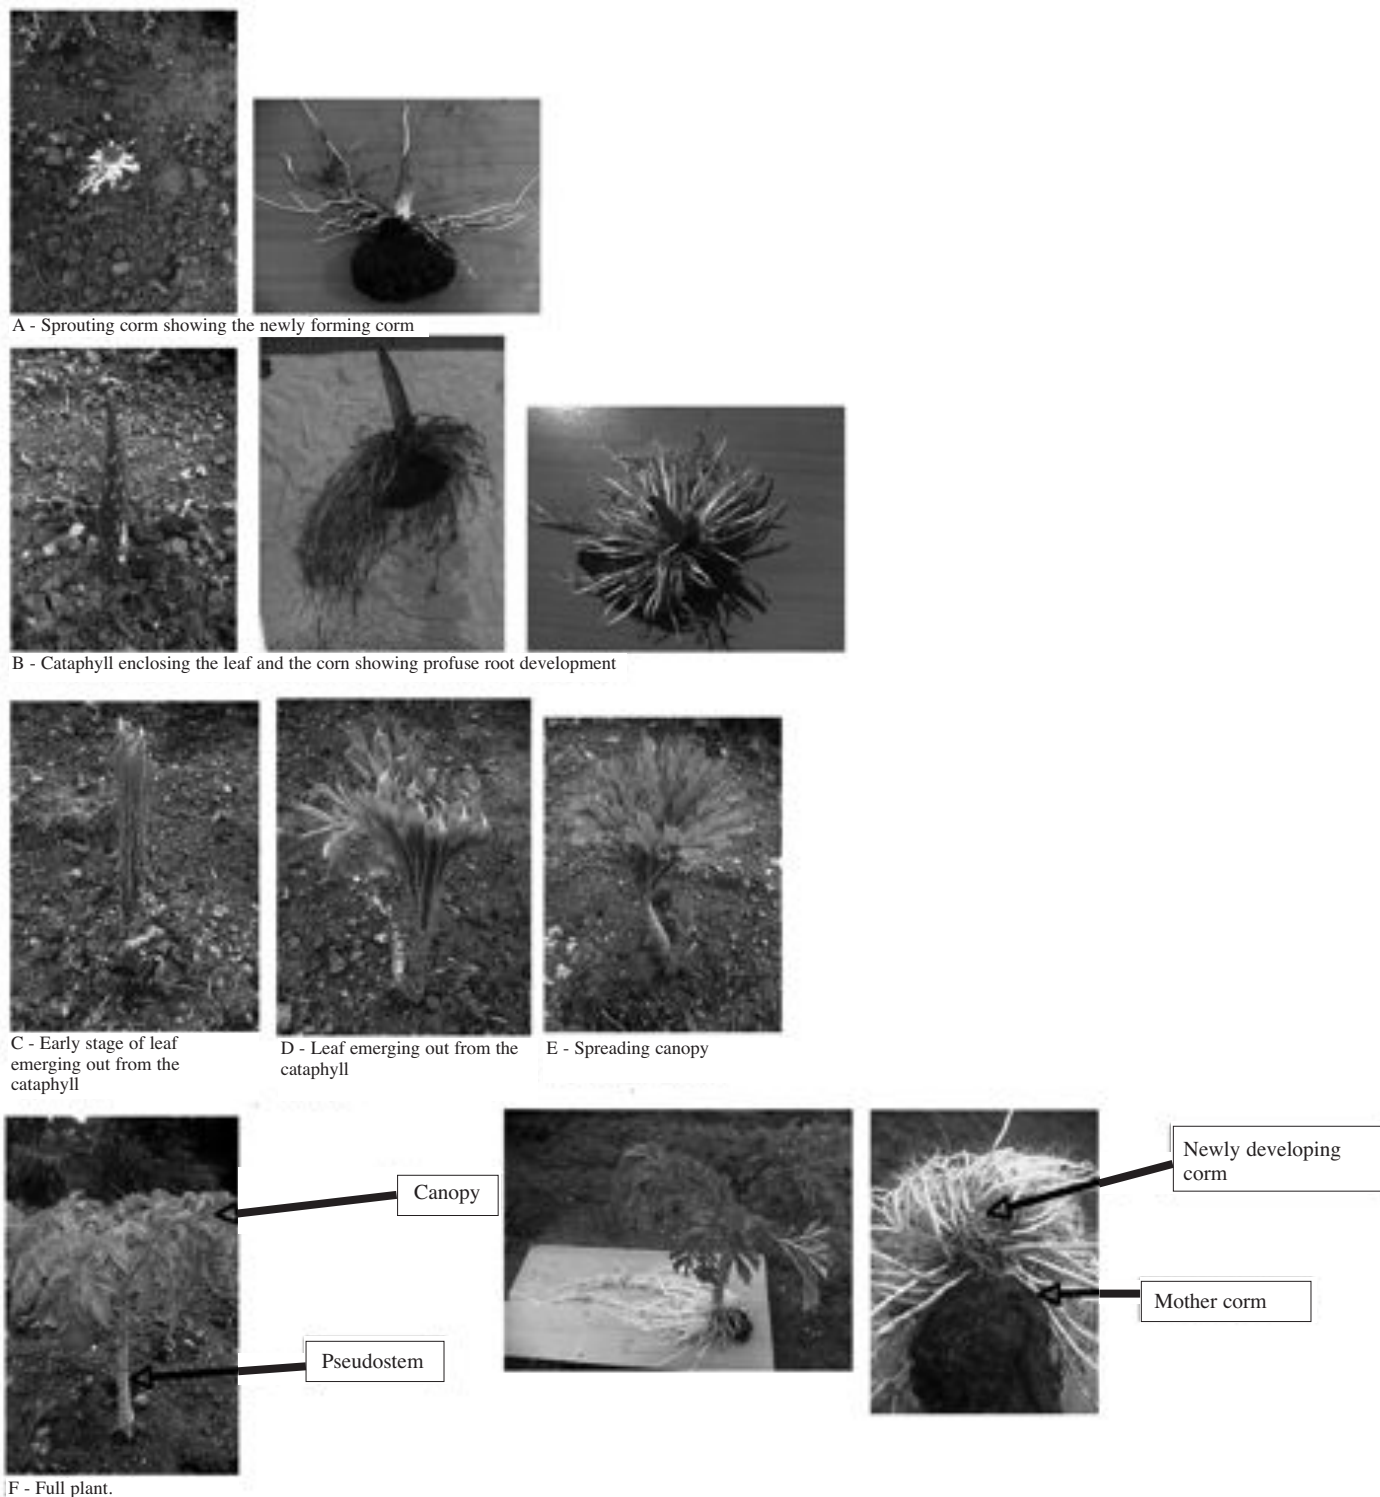 A - Sprouting corm showing the newly forming corm
B - Cataphyll enclosing the leaf and the corn showing profuse root development
C - Early stage of leaf
emerging out from the
cataphyll
D - Leaf emerging out from the
cataphyll
E - Spreading canopy
Canopy
Pseudostem
Newly developing
corm
Mother corm
F - Full plant.